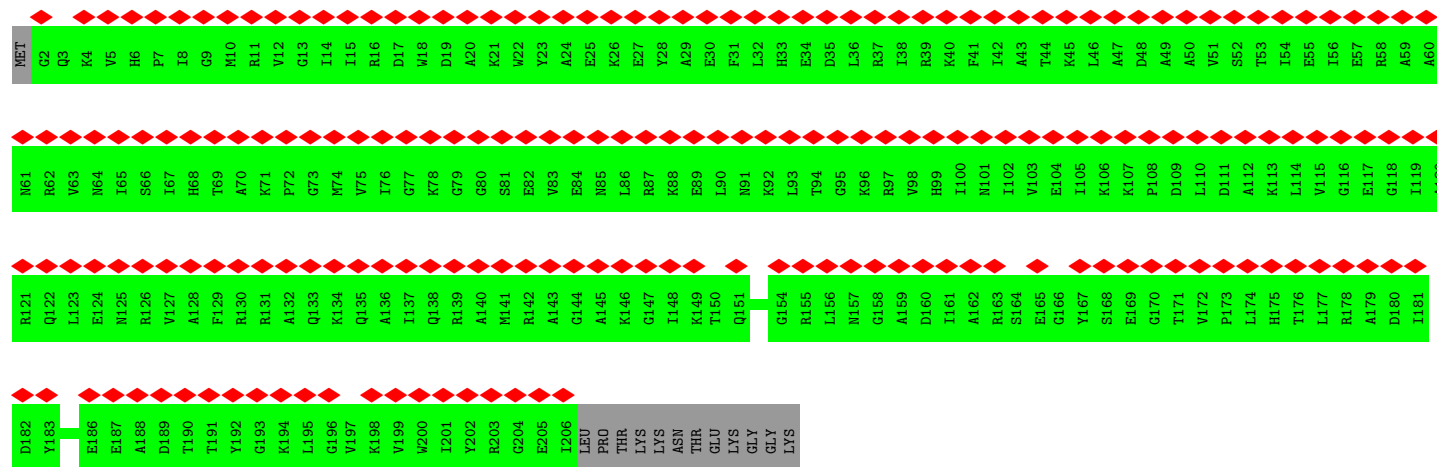 MET G2 Q3 K4 V5 H6 P7 I8 G9 M10 R11 V12 G13 I14 I15 R16 D17 W18 D19 A20 K21 W22 Y23 A24 E25 K26 E27 Y28 A29 E30 F31 L32 H33 E34 D35 L36 R37 I38 R39 K40 F41 I42 A43 T44 K45 L46 A47 D48 A49 A50 V51 S52 T53 I54 E55 I56 E57 R58 A59 A60
N61 R62 V63 N64 I65 S66 I67 H68 T69 A70 K71 P72 G73 M74 V75 I76 G77 K78 G79 G80 S81 E82 V83 E84 N85 L86 R87 K88 E89 L90 N91 K92 L93 T94 G95 K96 R97 V98 H99 I100 N101 I102 V103 E104 I105 K106 K107 P108 D109 L110 D111 A112 K113 L114 V115 G116 E117 G118 I119
R121 Q122 L123 E124 N125 R126 V127 A128 F129 R130 R131 A132 Q133 K134 Q135 A136 I137 Q138 R139 A140 M141 R142 A143 G144 A145 K146 G147 I148 K149 T150 Q151 G154 R155 L156 N157 G158 A159 D160 I161 A162 R163 S164 E165 G166 Y167 S168 E169 G170 T171 V172 P173 L174 H175 T176 L177 R178 A179 D180 I181
D182 Y183 E186 E187 A188 D189 T190 T191 Y192 G193 K194 L195 G196 V197 K198 V199 W200 I201 Y202 R203 G204 E205 I206 LEU PRO THR LYS LYS ASN THR GLU LYS GLY GLY LYS